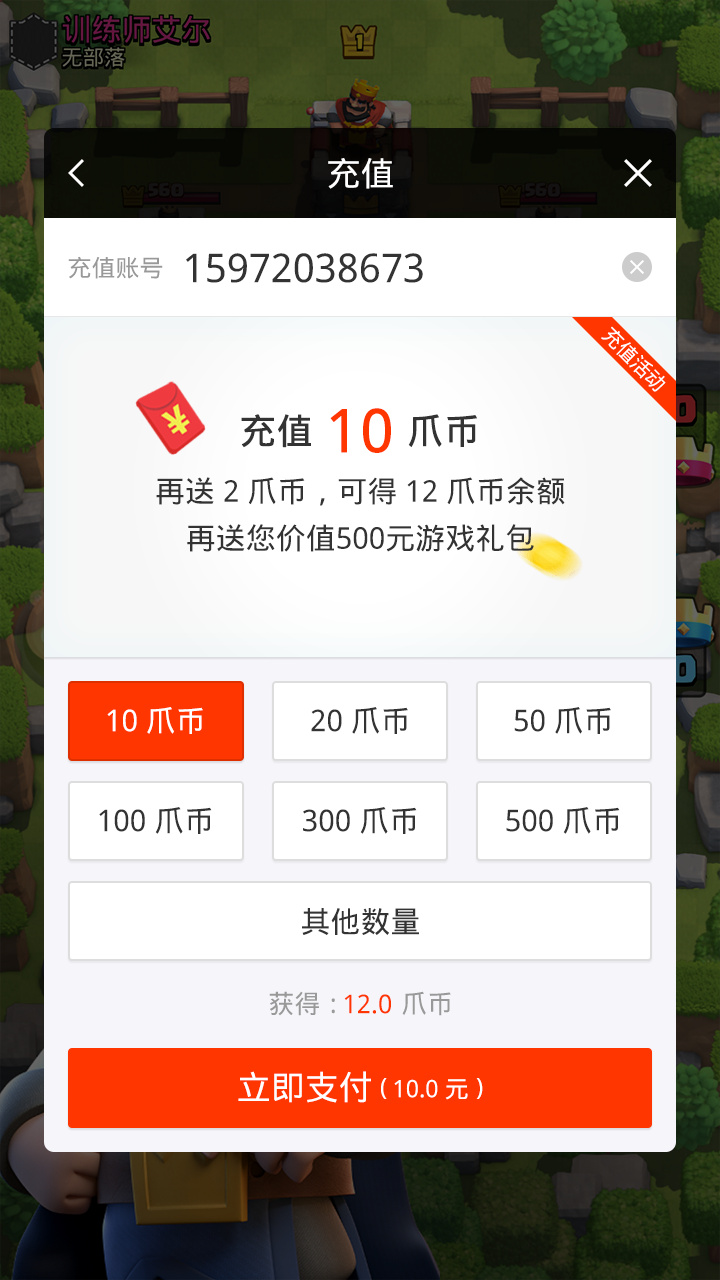 训练师艾尔
无部落
1
充值
560
560
充值账号 15972038673
充值活动
充值 10 爪币
再送 2 爪币，可得 12 爪币余额
再送您价值500元游戏礼包
0
0
10 爪币
20 爪币
50 爪币
100 爪币
300 爪币
500 爪币
其他数量
获得：12.0 爪币
立即支付（10.0 元）